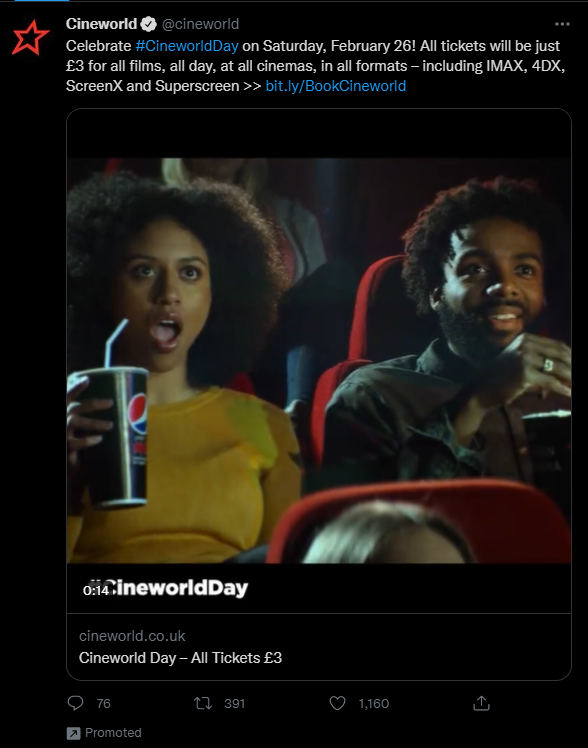 Cineworld @cineworld
Celebrate #CineworldDay on Saturday, February 26! All tickets will be just
£3 for all films, all day, at all cinemas, in all formats – including IMAX, 4DX,
ScreenX and Superscreen >> bit.ly/BookCineworld
#CineworldDay
0:14
cineworld.co.uk
Cineworld Day – All Tickets £3
76 391 1,160
Promoted